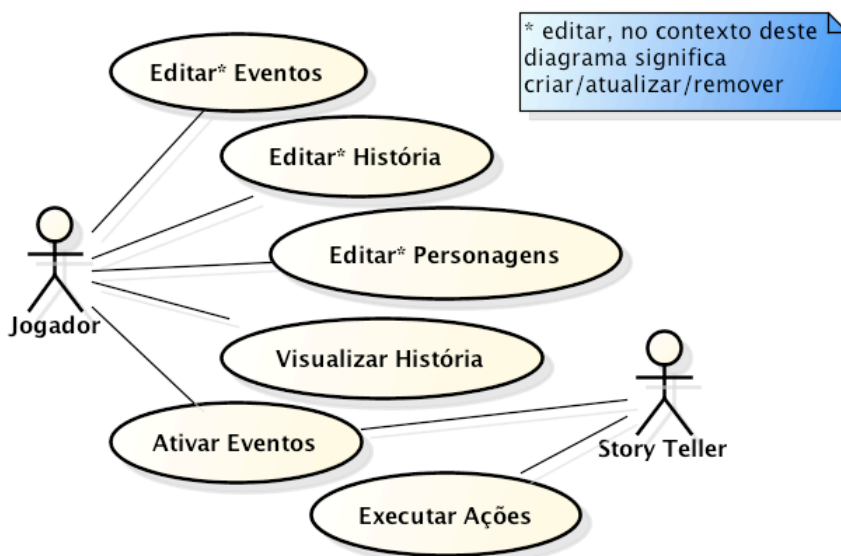 * editar, no contexto deste
diagrama significa
criar/atualizar/remover
Editar* Eventos
Editar* História
Editar* Personagens
Jogador
Visualizar História
Ativar Eventos
Story Teller
Executar Ações